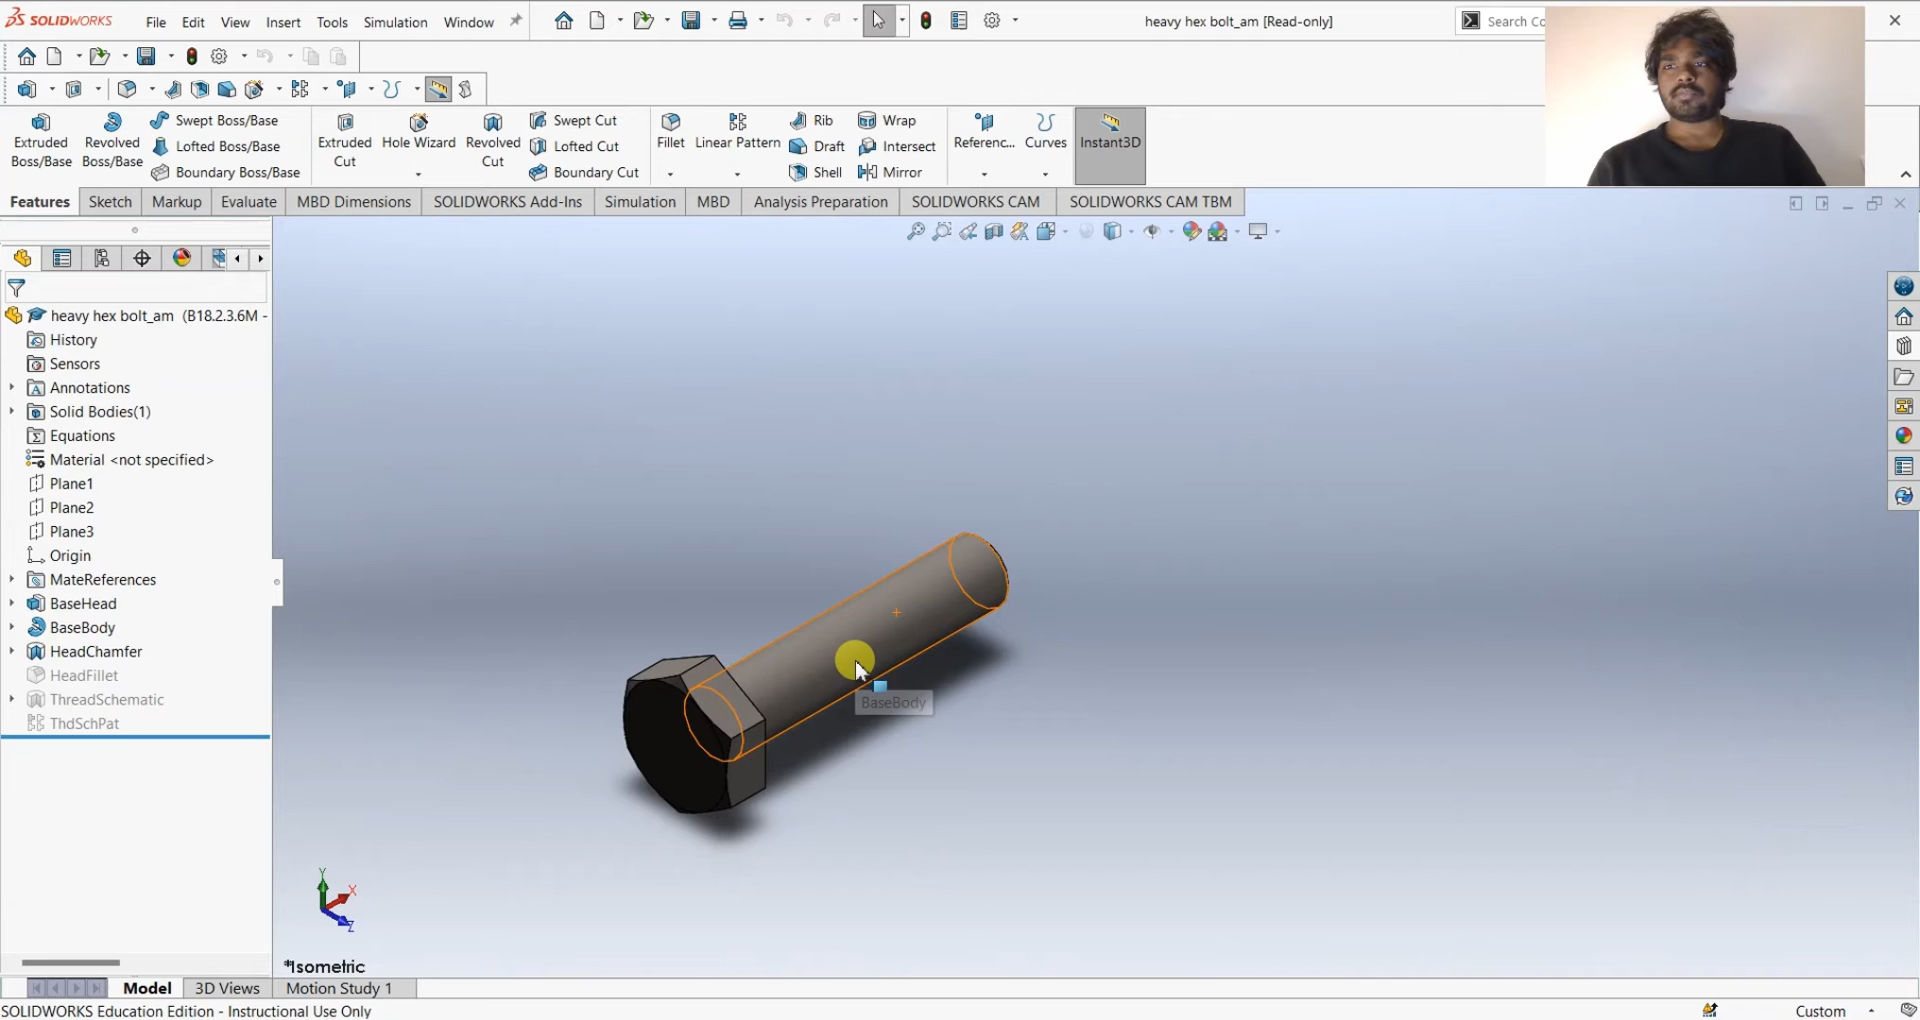 SOLIDWORKS File Edit View Insert Tools Simulation Window heavy hex bolt_am [Read-only] Search Co
Extruded Boss/Base
Revolved Boss/Base
Swept Boss/Base
Lofted Boss/Base
Boundary Boss/Base
Extruded Cut
Hole Wizard
Revolved Cut
Swept Cut
Lofted Cut
Boundary Cut
Fillet
Linear Pattern
Rib
Draft
Shell
Wrap
Intersect
Mirror
Referenc...
Curves
Instant3D
Features Sketch Markup Evaluate MBD Dimensions SOLIDWORKS Add-Ins Simulation MBD Analysis Preparation SOLIDWORKS CAM SOLIDWORKS CAM TBM
heavy hex bolt_am (B18.2.3.6M -
History
Sensors
Annotations
Solid Bodies(1)
Equations
Material <not specified>
Plane1
Plane2
Plane3
Origin
MateReferences
BaseHead
BaseBody
HeadChamfer
HeadFillet
ThreadSchematic
ThdSchPat
BaseBody
Y
X
Z
*Isometric
Model 3D Views Motion Study 1
SOLIDWORKS Education Edition - Instructional Use Only Custom